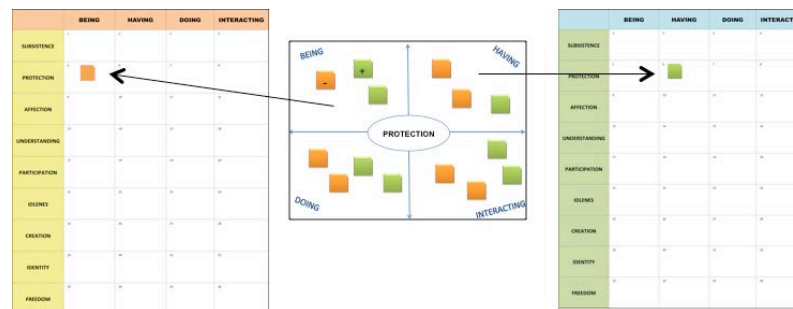 BEING HAVING DOING INTERACTING
SUBSISTENCE
PROTECTION
AFFECTION
UNDERSTANDING
PARTICIPATION
IDLENES
CREATION
IDENTITY
FREEDOM
BEING
HAVING
+
-
PROTECTION
DOING
INTERACTING
BEING HAVING DOING INTERACT
SUBSISTENCE
PROTECTION
AFFECTION
UNDERSTANDING
PARTICIPATION
IDLENES
CREATION
IDENTITY
FREEDOM